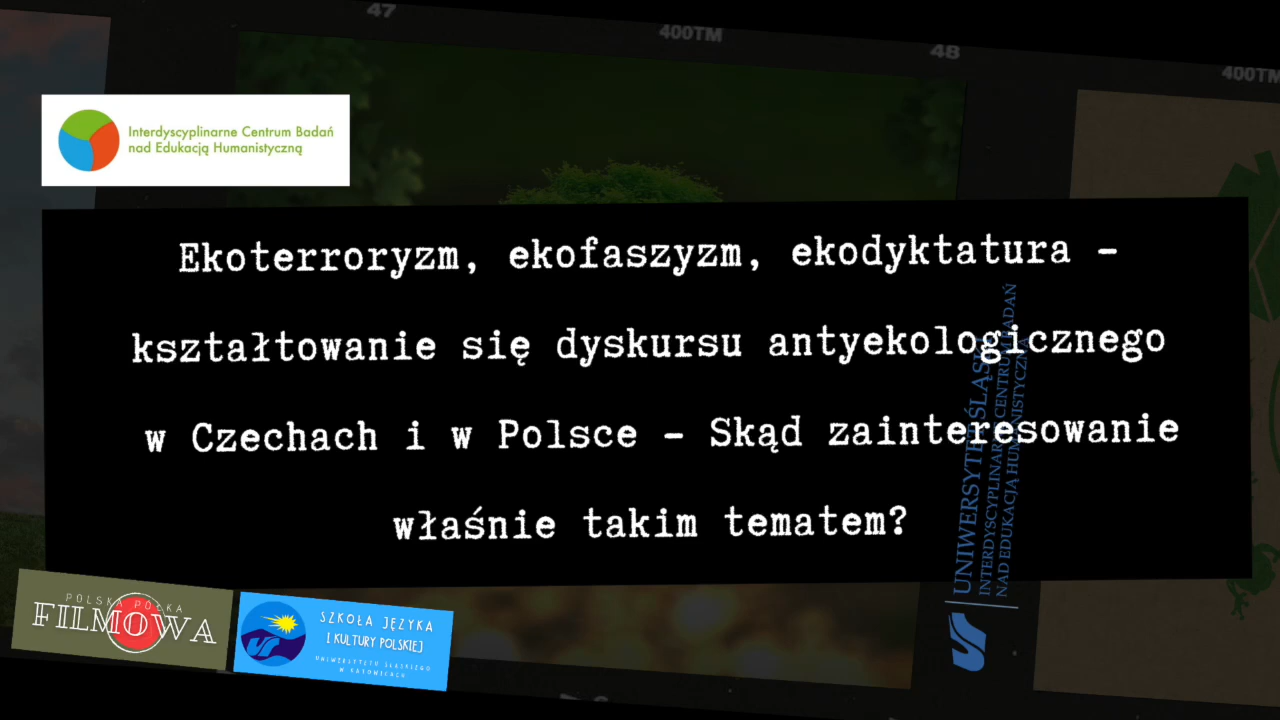 47
400TM
48
400TM
Interdyscyplinarne Centrum Badań
nad Edukacją Humanistyczną
Ekoterroryzm, ekofaszyzm, ekodyktatura –
kształtowanie się dyskursu antyekologicznego
w Czechach i w Polsce – Skąd zainteresowanie
właśnie takim tematem?
UNIWERSYTET ŚLĄSKI
INTERDYSCYPLINARNE CENTRUM BADAŃ
NAD EDUKACJĄ HUMANISTYCZNĄ
POLSKA PÓŁKA
FILMOWA
SZKOŁA JĘZYKA
I KULTURY POLSKIEJ
UNIWERSYTETU ŚLĄSKIEGO
W KATOWICACH